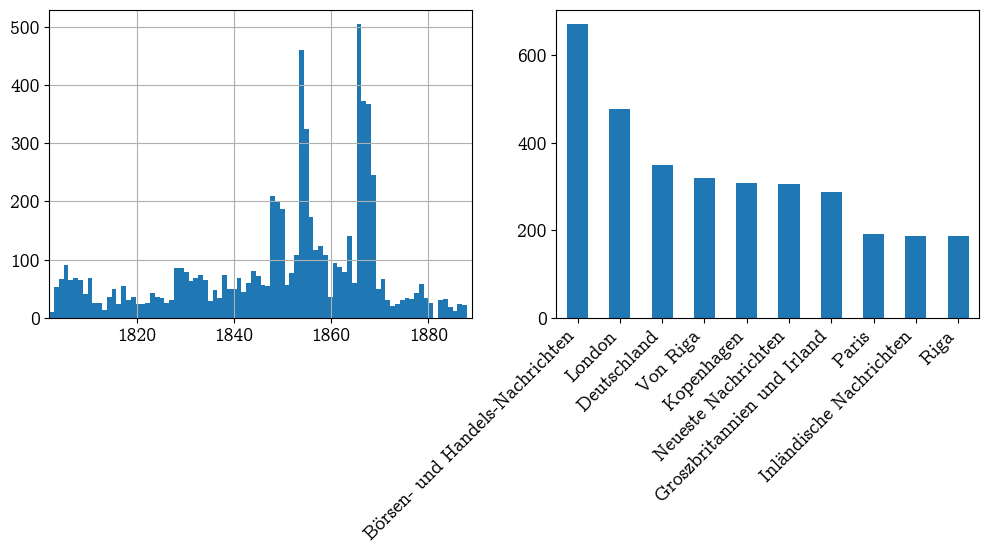 500
400
300
200
100
0
1820 1840 1860 1880
600
400
200
0
Börsen- und Handels-Nachrichten
London
Deutschland
Von Riga
Kopenhagen
Neueste Nachrichten
Groszbritannien und Irland
Paris
Inländische Nachrichten
Riga